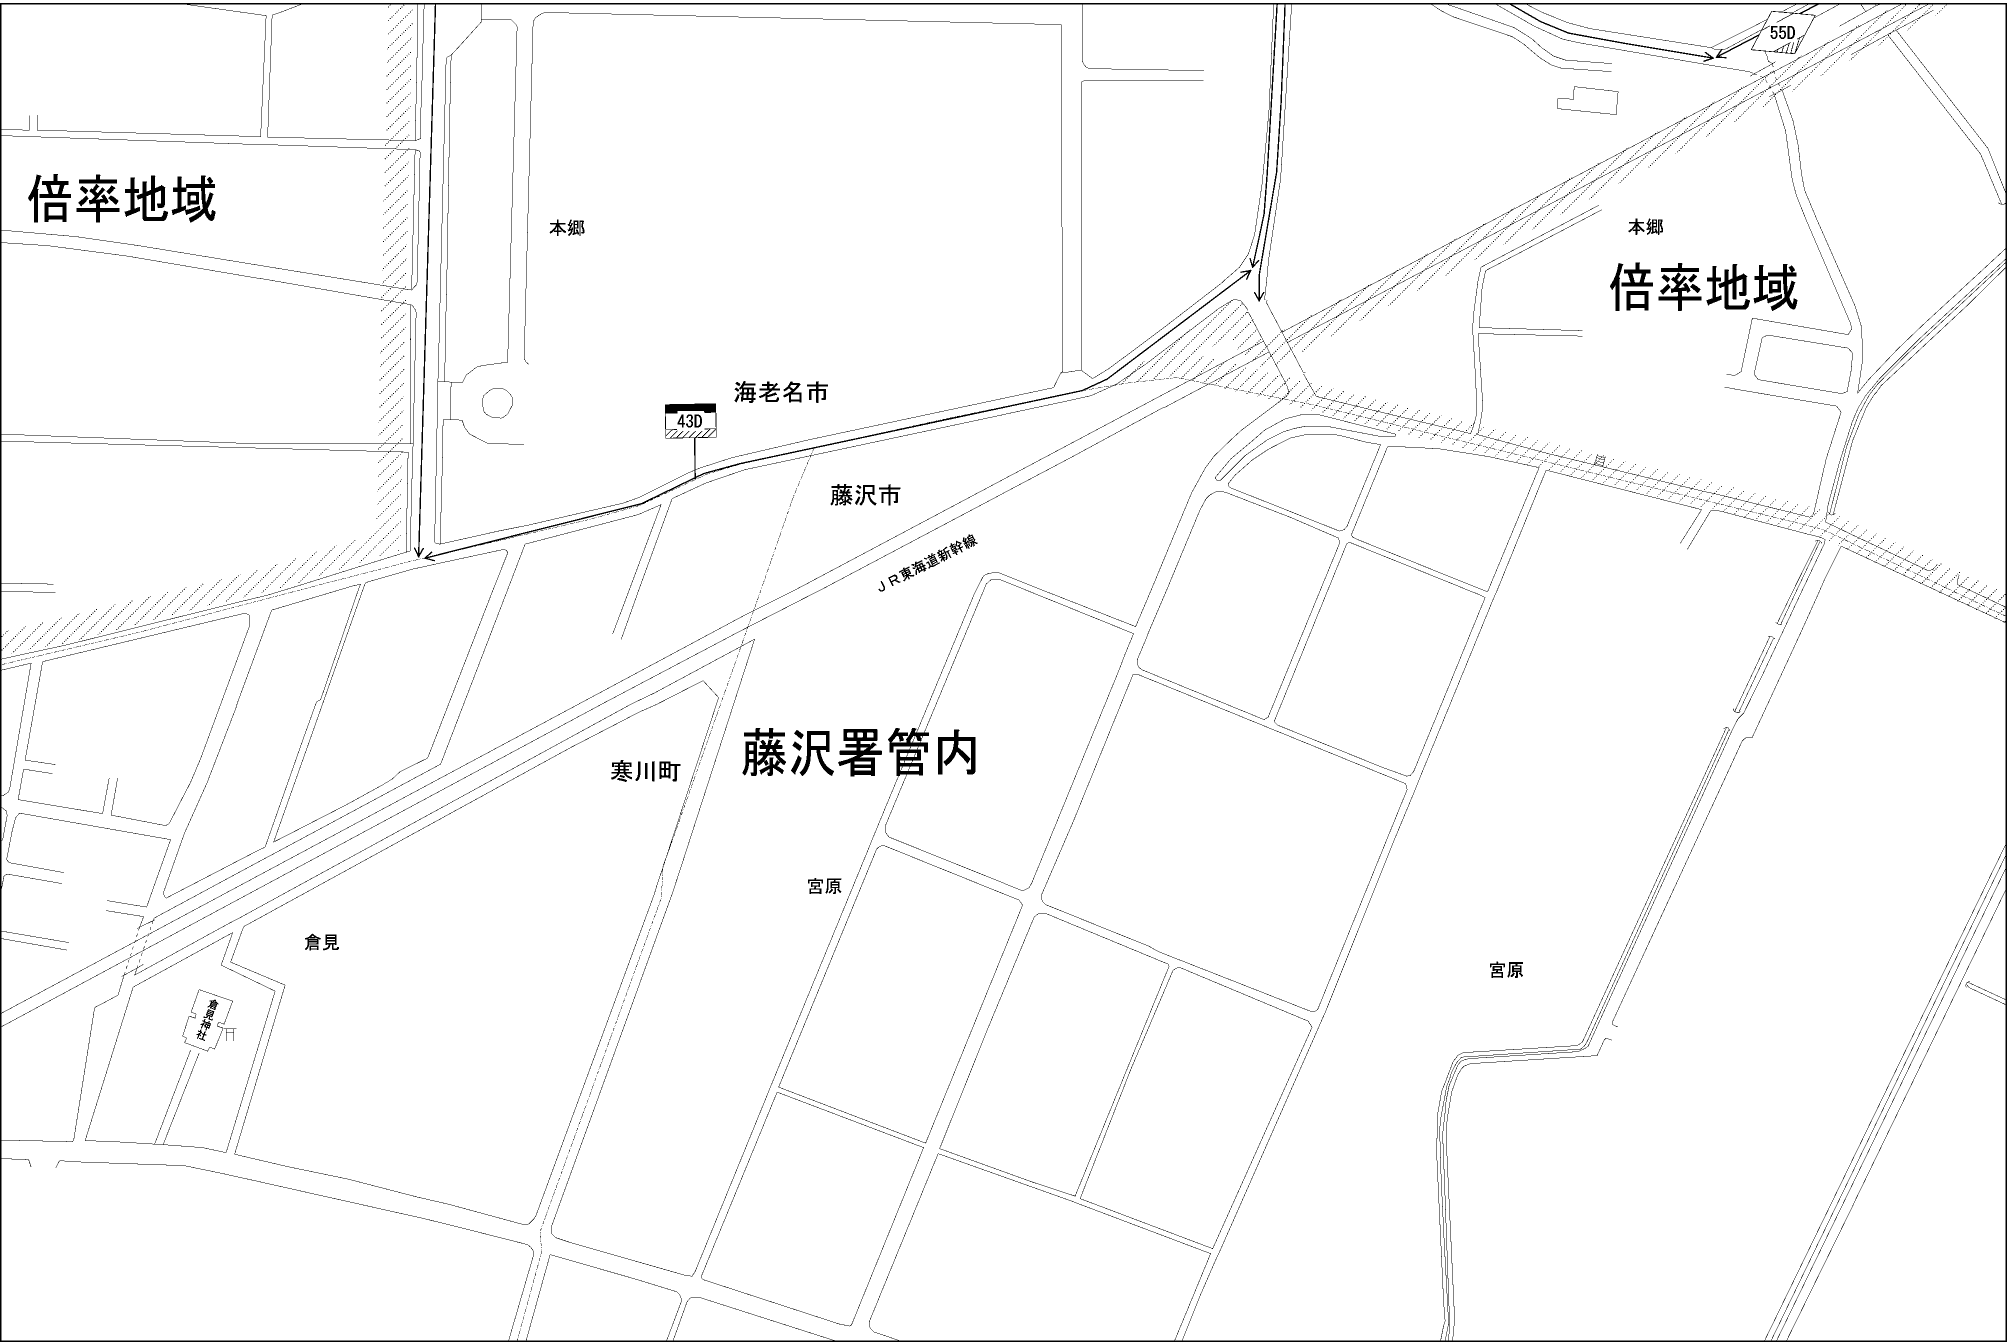 55D
倍率地域
本郷
本郷
倍率地域
海老名市
43D
藤沢市
JR東海道新幹線
藤沢署管内
寒川町
宮原
倉見
宮原
倉見神社